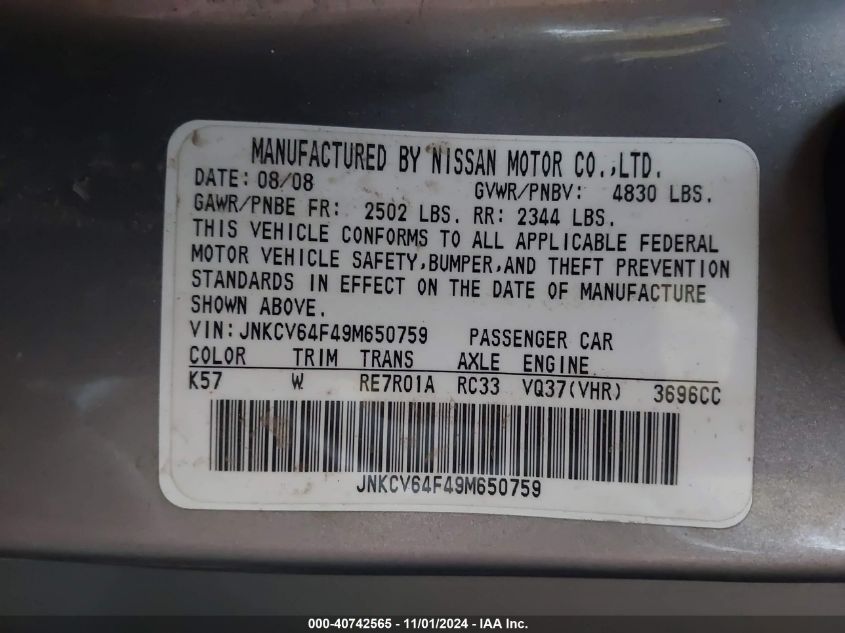 MANUFACTURED BY NISSAN MOTOR CO.,LTD.
DATE: 08/08 GVWR/PNBV: 4830 LBS.
GAWR/PNBE FR: 2502 LBS. RR: 2344 LBS.
THIS VEHICLE CONFORMS TO ALL APPLICABLE FEDERAL
MOTOR VEHICLE SAFETY,BUMPER,AND THEFT PREVENTION
STANDARDS IN EFFECT ON THE DATE OF MANUFACTURE
SHOWN ABOVE.
VIN:JNKCV64F49M650759 PASSENGER CAR
COLOR TRIM TRANS AXLE ENGINE
K57 W RE7R01A RC33 VQ37(VHR) 3696CC
JNKCV64F49M650759
000-40742565 - 11/01/2024 - IAA Inc.